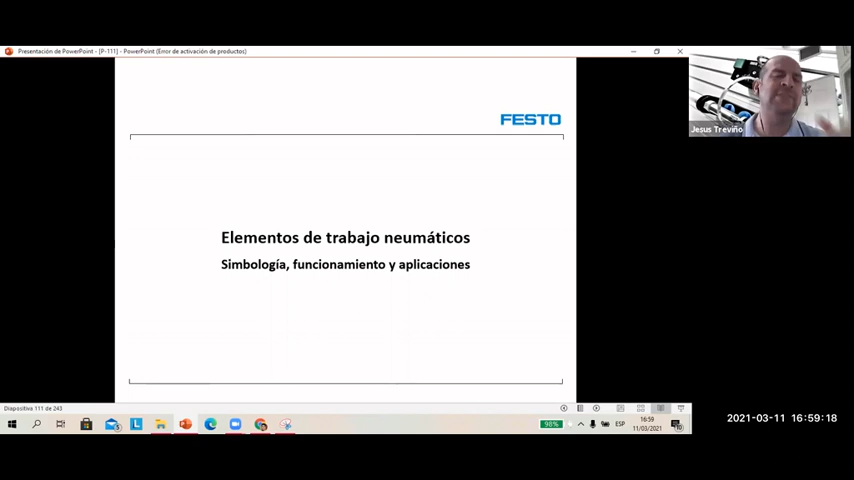 Presentación de PowerPoint - [P-111] - PowerPoint (Error de activación de productos)
FESTO
Jesus Treviño
Elementos de trabajo neumáticos
Simbología, funcionamiento y aplicaciones
Diapositiva 111 de 243
98%
ESP
16:59
11/03/2021
2021-03-11 16:59:18